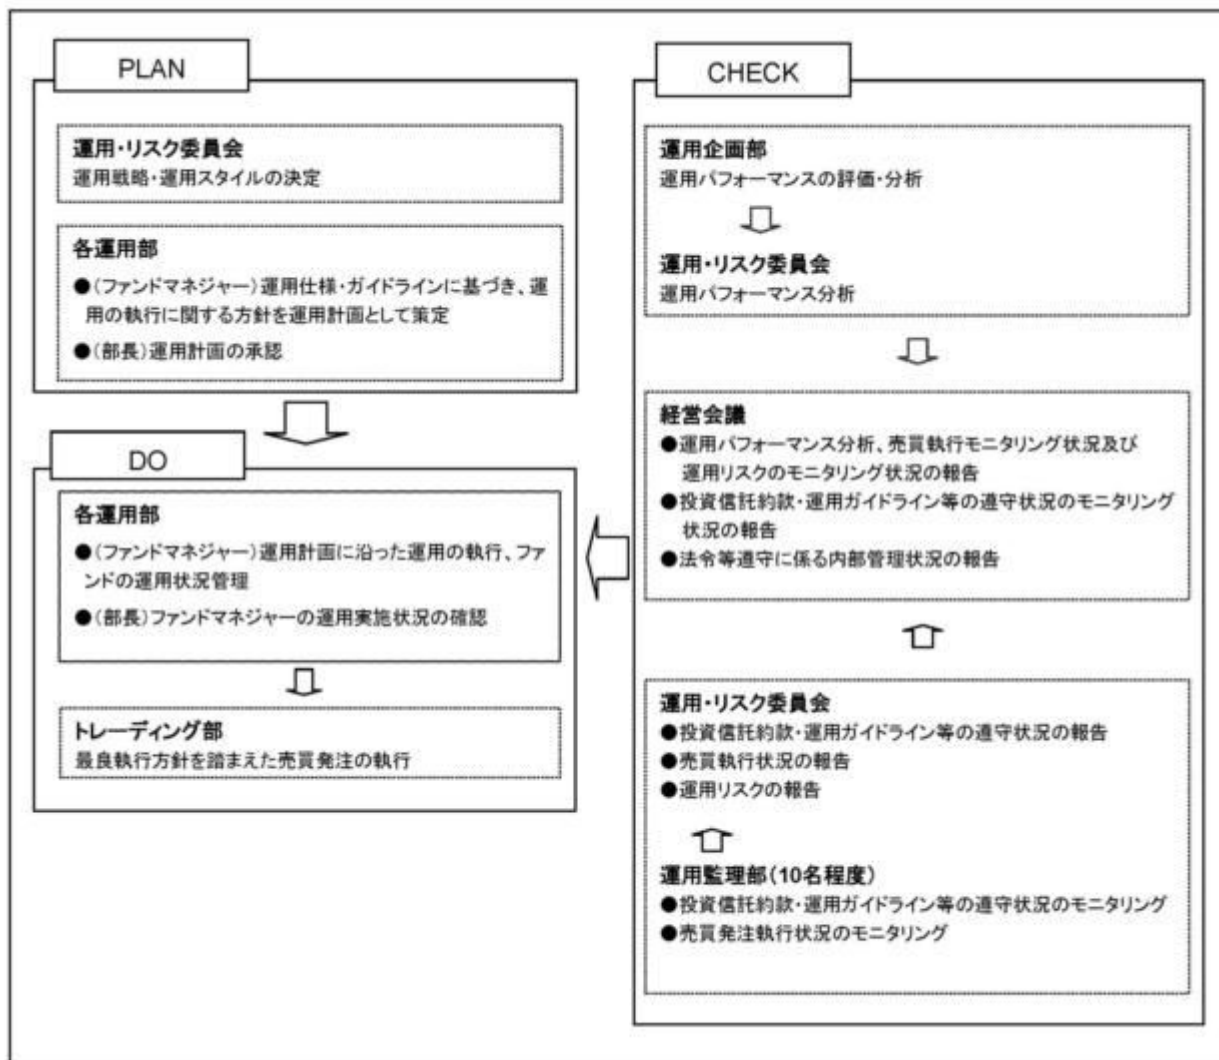 PLAN
運用・リスク委員会
運用戦略・運用スタイルの決定
各運用部
●(ファンドマネジャー)運用仕様・ガイドラインに基づき、運
用の執行に関する方針を運用計画として策定
●(部長)運用計画の承認
DO
各運用部
●(ファンドマネジャー)運用計画に沿った運用の執行、ファ
ンドの運用状況管理
●(部長)ファンドマネジャーの運用実施状況の確認
トレーディング部
最良執行方針を踏まえた売買発注の執行
CHECK
運用企画部
運用パフォーマンスの評価・分析
運用・リスク委員会
運用パフォーマンス分析
経営会議
●運用パフォーマンス分析、売買執行モニタリング状況及び
運用リスクのモニタリング状況の報告
●投資信託約款・運用ガイドライン等の遵守状況のモニタリング
状況の報告
●法令等遵守に係る内部管理状況の報告
運用・リスク委員会
●投資信託約款・運用ガイドライン等の遵守状況の報告
●売買執行状況の報告
●運用リスクの報告
運用監理部(10名程度)
●投資信託約款・運用ガイドライン等の遵守状況のモニタリング
●売買発注執行状況のモニタリング